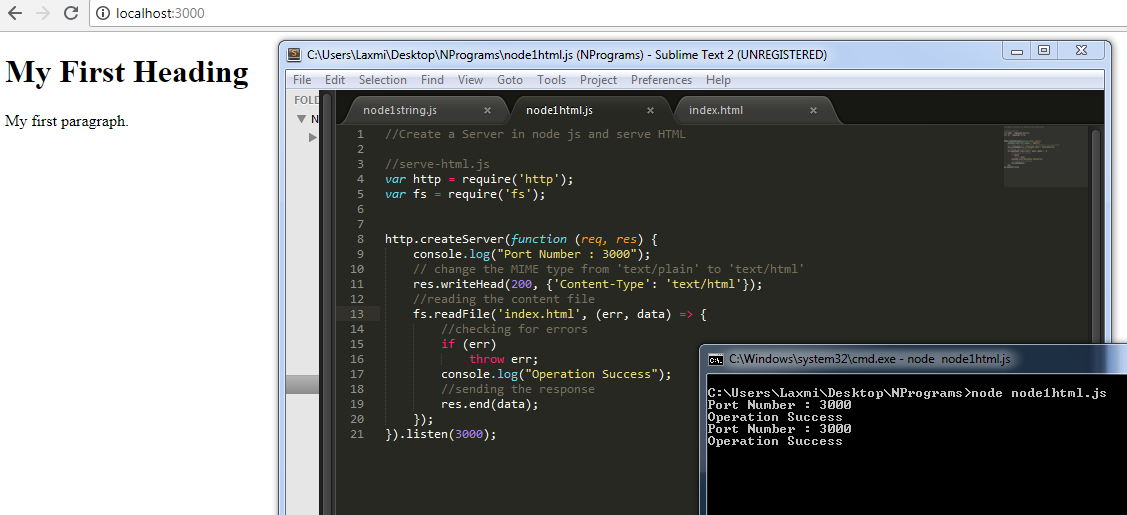 localhost:3000
My First Heading
My first paragraph.
C:\Users\Laxmi\Desktop\NPrograms\node1html.js (NPrograms) - Sublime Text 2 (UNREGISTERED)
File Edit Selection Find View Goto Tools Project Preferences Help
FOLD
N
node1string.js × node1html.js × index.html ×
1 //Create a Server in node js and serve HTML
2
3 //serve-html.js
4 var http = require('http');
5 var fs = require('fs');
6
7
8 http.createServer(function (req, res) {
9 console.log("Port Number : 3000");
10 // change the MIME type from 'text/plain' to 'text/html'
11 res.writeHead(200, {'Content-Type': 'text/html'});
12 //reading the content file
13 fs.readFile('index.html', (err, data) => {
14 //checking for errors
15 if (err)
16 throw err;
17 console.log("Operation Success");
18 //sending the response
19 res.end(data);
20 });
21 }).listen(3000);
C:\Windows\system32\cmd.exe - node node1html.js
C:\Users\Laxmi\Desktop\NPrograms>node node1html.js
Port Number : 3000
Operation Success
Port Number : 3000
Operation Success